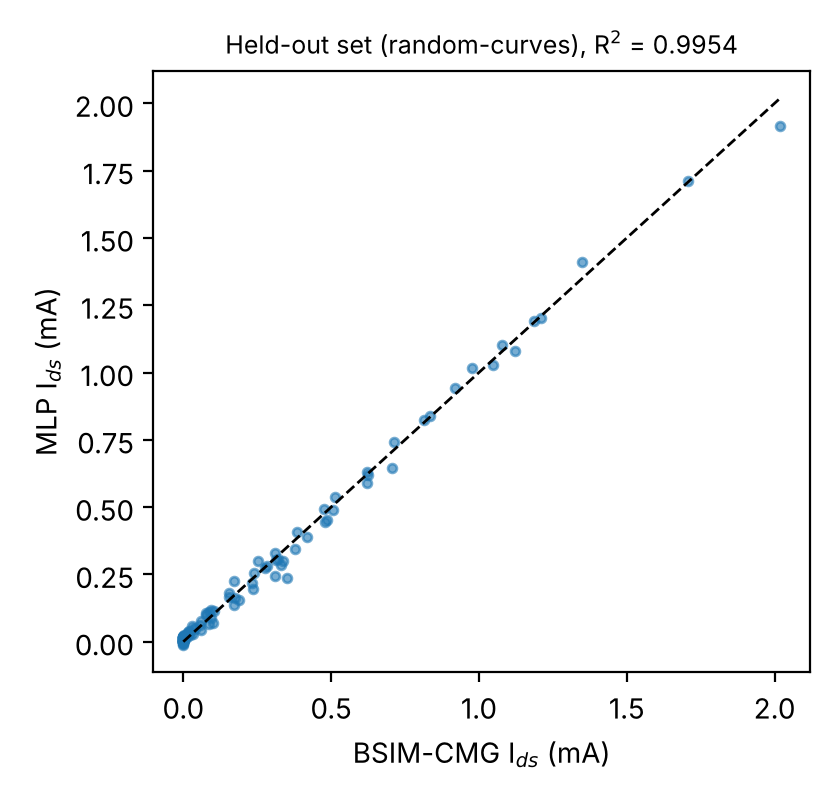 Held-out set (random-curves), R² = 0.9954
MLP I_ds (mA)
2.00
1.75
1.50
1.25
1.00
0.75
0.50
0.25
0.00
0.0 0.5 1.0 1.5 2.0
BSIM-CMG I_ds (mA)